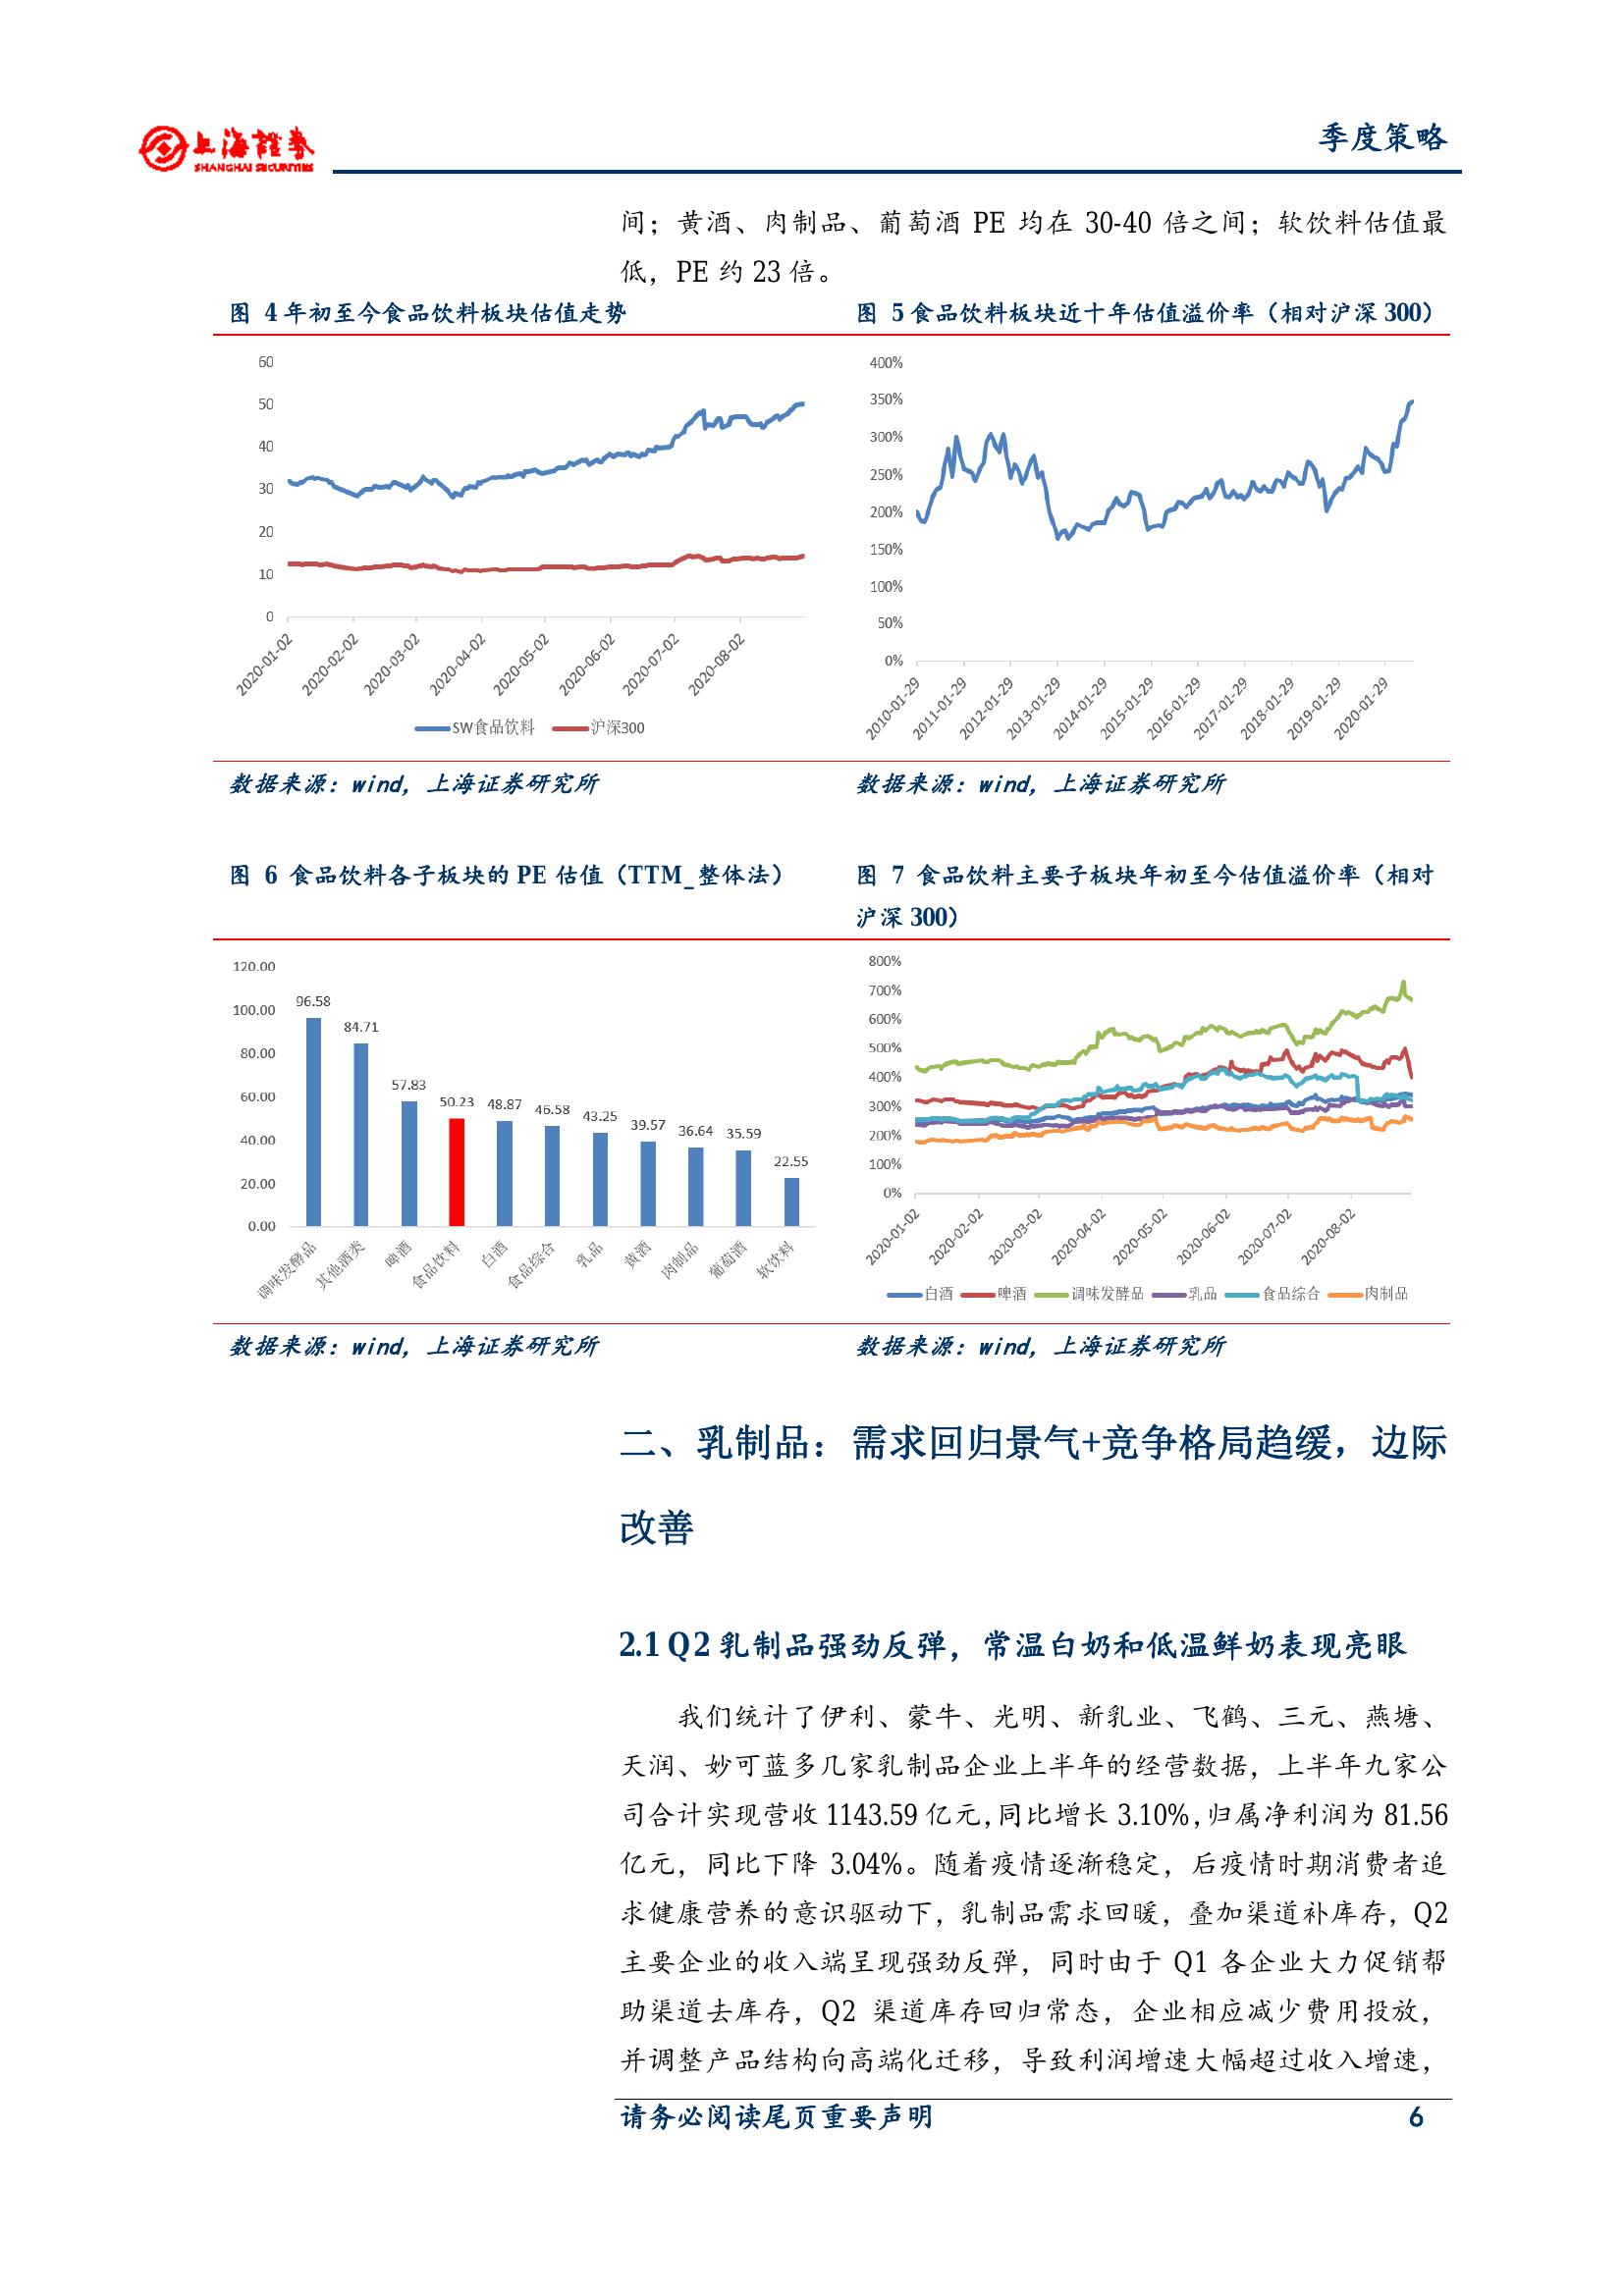 上海證券
SHANGHAI SECURITIES
季度策略
间；黄酒、肉制品、葡萄酒 PE 均在 30-40 倍之间；软饮料估值最
低，PE 约 23 倍。
图 4 年初至今食品饮料板块估值走势
60
50
40
30
20
10
0
2020-01-02
2020-02-02
2020-03-02
2020-04-02
2020-05-02
2020-06-02
2020-07-02
2020-08-02
SW食品饮料 沪深300
数据来源：wind，上海证券研究所
图 5 食品饮料板块近十年估值溢价率（相对沪深 300）
400%
350%
300%
250%
200%
150%
100%
50%
0%
2010-01-29
2011-01-29
2012-01-29
2013-01-29
2014-01-29
2015-01-29
2016-01-29
2017-01-29
2018-01-29
2019-01-29
2020-01-29
数据来源：wind，上海证券研究所
图 6 食品饮料各子板块的 PE 估值（TTM_整体法）
120.00
100.00
80.00
60.00
40.00
20.00
0.00
96.58
84.71
57.83
50.23
48.87
46.58
43.25
39.57
36.64
35.59
22.55
调味发酵品
其他酒类
啤酒
食品饮料
白酒
食品综合
乳品
黄酒
肉制品
葡萄酒
软饮料
数据来源：wind，上海证券研究所
图 7 食品饮料主要子板块年初至今估值溢价率（相对
沪深 300）
800%
700%
600%
500%
400%
300%
200%
100%
0%
2020-01-02
2020-02-02
2020-03-02
2020-04-02
2020-05-02
2020-06-02
2020-07-02
2020-08-02
白酒 啤酒 调味发酵品 乳品 食品综合 肉制品
数据来源：wind，上海证券研究所
二、乳制品：需求回归景气+竞争格局趋缓，边际
改善
2.1 Q2 乳制品强劲反弹，常温白奶和低温鲜奶表现亮眼
我们统计了伊利、蒙牛、光明、新乳业、飞鹤、三元、燕塘、
天润、妙可蓝多几家乳制品企业上半年的经营数据，上半年九家公
司合计实现营收 1143.59 亿元，同比增长 3.10%，归属净利润为 81.56
亿元，同比下降 3.04%。随着疫情逐渐稳定，后疫情时期消费者追
求健康营养的意识驱动下，乳制品需求回暖，叠加渠道补库存，Q2
主要企业的收入端呈现强劲反弹，同时由于 Q1 各企业大力促销帮
助渠道去库存，Q2 渠道库存回归常态，企业相应减少费用投放，
并调整产品结构向高端化迁移，导致利润增速大幅超过收入增速，
请务必阅读尾页重要声明 6